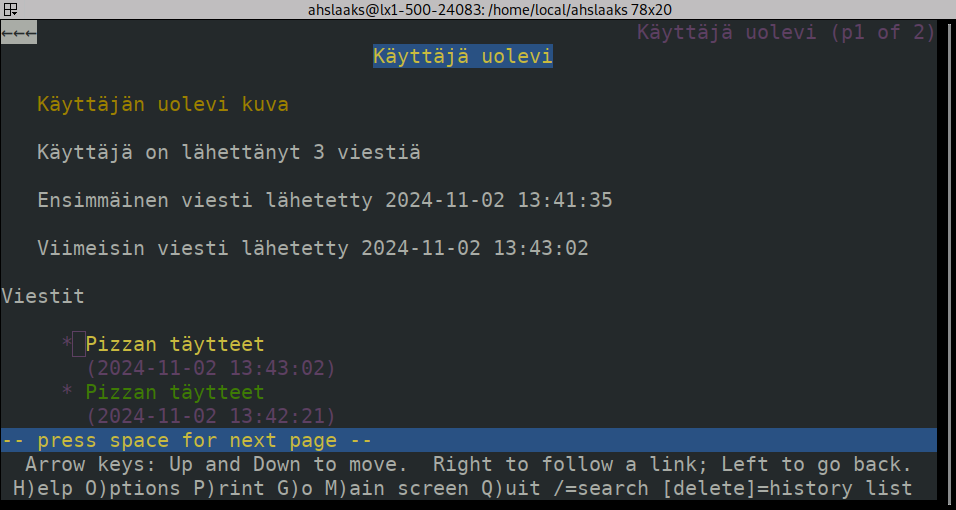 ahslaaks@lx1-500-24083: /home/local/ahslaaks 78x20
←←← Käyttäjä uolevi (p1 of 2)
Käyttäjä uolevi
Käyttäjän uolevi kuva
Käyttäjä on lähettänyt 3 viestiä
Ensimmäinen viesti lähetetty 2024-11-02 13:41:35
Viimeisin viesti lähetetty 2024-11-02 13:43:02
Viestit
* Pizzan täytteet
(2024-11-02 13:43:02)
* Pizzan täytteet
(2024-11-02 13:42:21)
-- press space for next page --
Arrow keys: Up and Down to move. Right to follow a link; Left to go back.
H)elp O)ptions P)rint G)o M)ain screen Q)uit /=search [delete]=history list